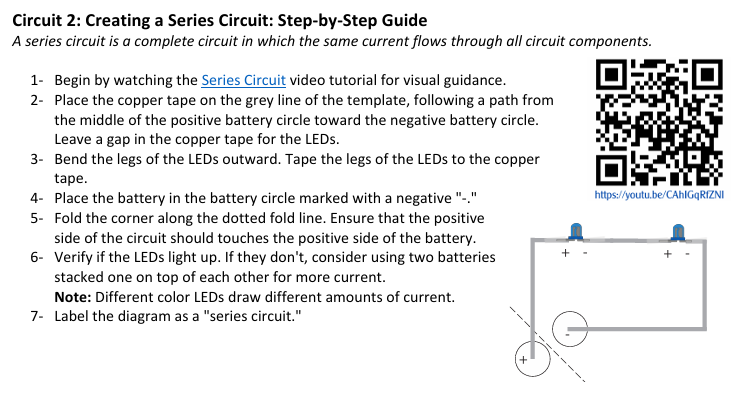 Circuit 2: Creating a Series Circuit: Step-by-Step Guide
A series circuit is a complete circuit in which the same current flows through all circuit components.
1- Begin by watching the Series Circuit video tutorial for visual guidance.
2- Place the copper tape on the grey line of the template, following a path from
the middle of the positive battery circle toward the negative battery circle.
Leave a gap in the copper tape for the LEDs.
3- Bend the legs of the LEDs outward. Tape the legs of the LEDs to the copper
tape.
4- Place the battery in the battery circle marked with a negative "-."
5- Fold the corner along the dotted fold line. Ensure that the positive
side of the circuit should touches the positive side of the battery.
6- Verify if the LEDs light up. If they don't, consider using two batteries
stacked one on top of each other for more current.
Note: Different color LEDs draw different amounts of current.
7- Label the diagram as a "series circuit."
https://youtu.be/CAhIGqRfZNI
+ - + -
-
+